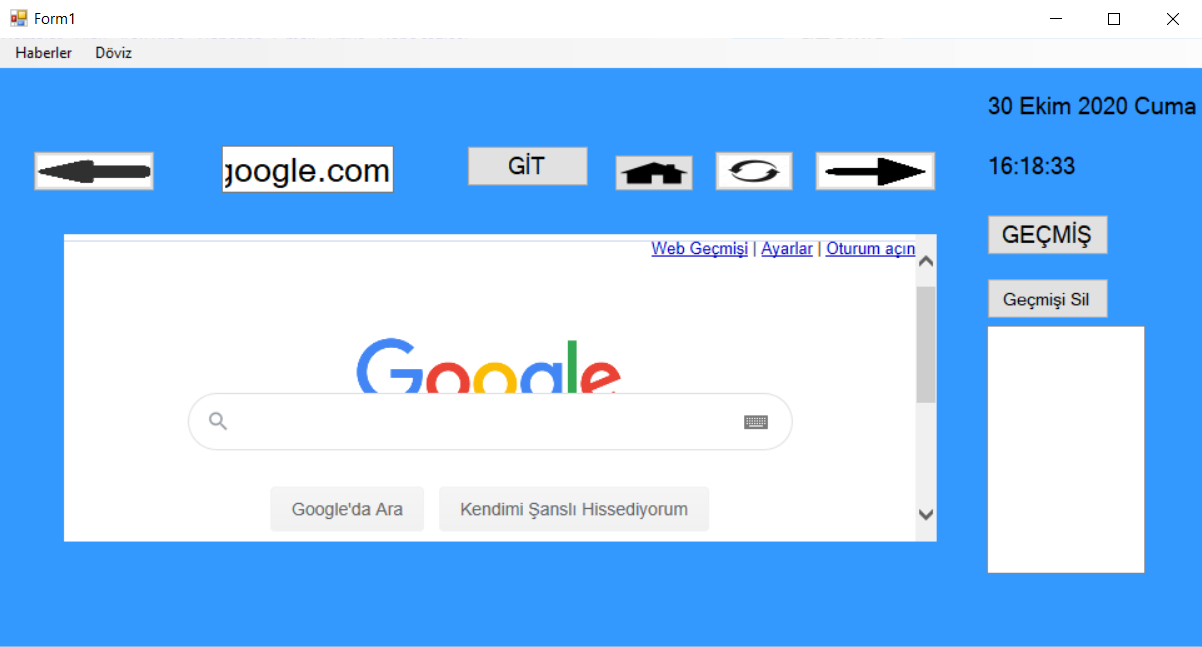 Form1
Haberler Döviz
30 Ekim 2020 Cuma
google.com
GİT
16:18:33
GEÇMİŞ
Web Geçmişi | Ayarlar | Oturum açın
Geçmişi Sil
Google
Google'da Ara
Kendimi Şanslı Hissediyorum